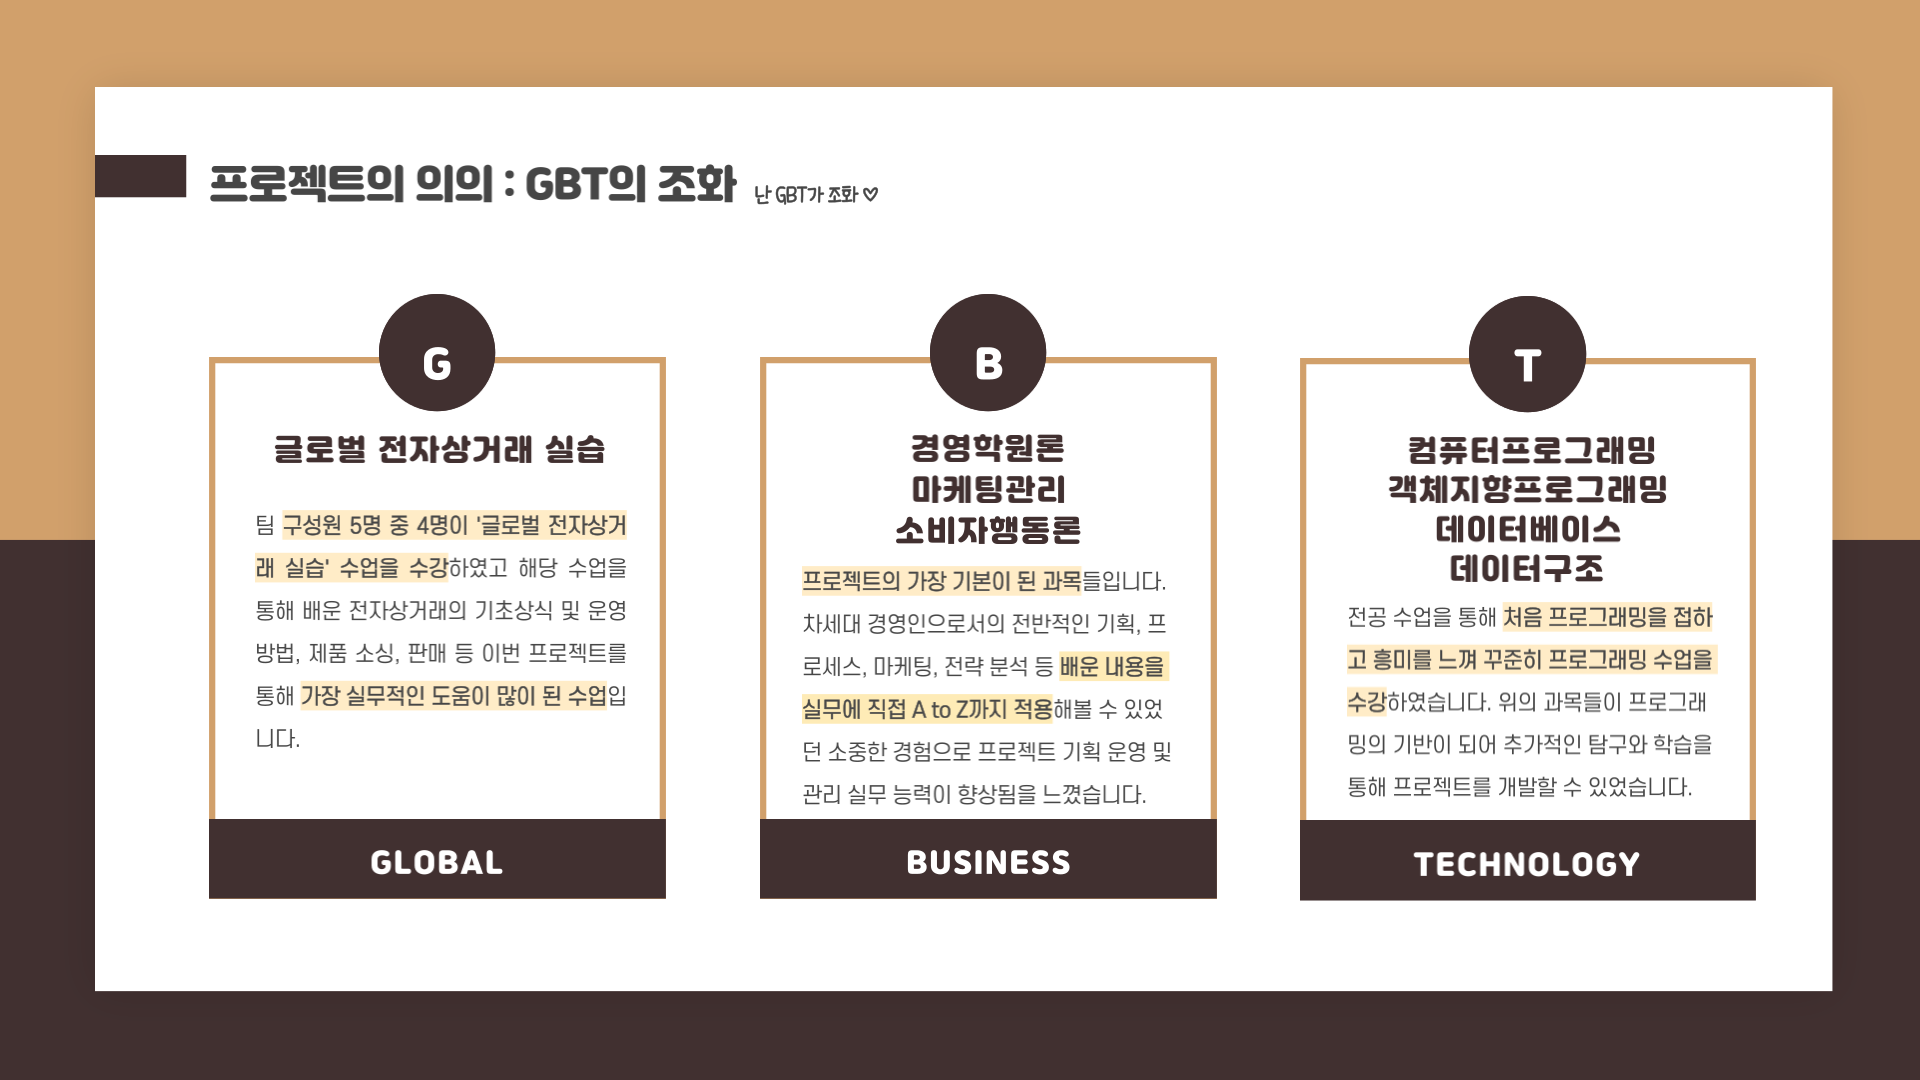 프로젝트의 의의 : GBT의 조화 난 GBT가 조화 ♡
G
글로벌 전자상거래 실습
팀 구성원 5명 중 4명이 '글로벌 전자상거
래 실습' 수업을 수강하였고 해당 수업을
통해 배운 전자상거래의 기초상식 및 운영
방법, 제품 소싱, 판매 등 이번 프로젝트를
통해 가장 실무적인 도움이 많이 된 수업입
니다.
GLOBAL
B
경영학원론
마케팅관리
소비자행동론
프로젝트의 가장 기본이 된 과목들입니다.
차세대 경영인으로서의 전반적인 기획, 프
로세스, 마케팅, 전략 분석 등 배운 내용을
실무에 직접 A to Z까지 적용해볼 수 있었
던 소중한 경험으로 프로젝트 기획 운영 및
관리 실무 능력이 향상됨을 느꼈습니다.
BUSINESS
T
컴퓨터프로그래밍
객체지향프로그래밍
데이터베이스
데이터구조
전공 수업을 통해 처음 프로그래밍을 접하
고 흥미를 느껴 꾸준히 프로그래밍 수업을
수강하였습니다. 위의 과목들이 프로그래
밍의 기반이 되어 추가적인 탐구와 학습을
통해 프로젝트를 개발할 수 있었습니다.
TECHNOLOGY